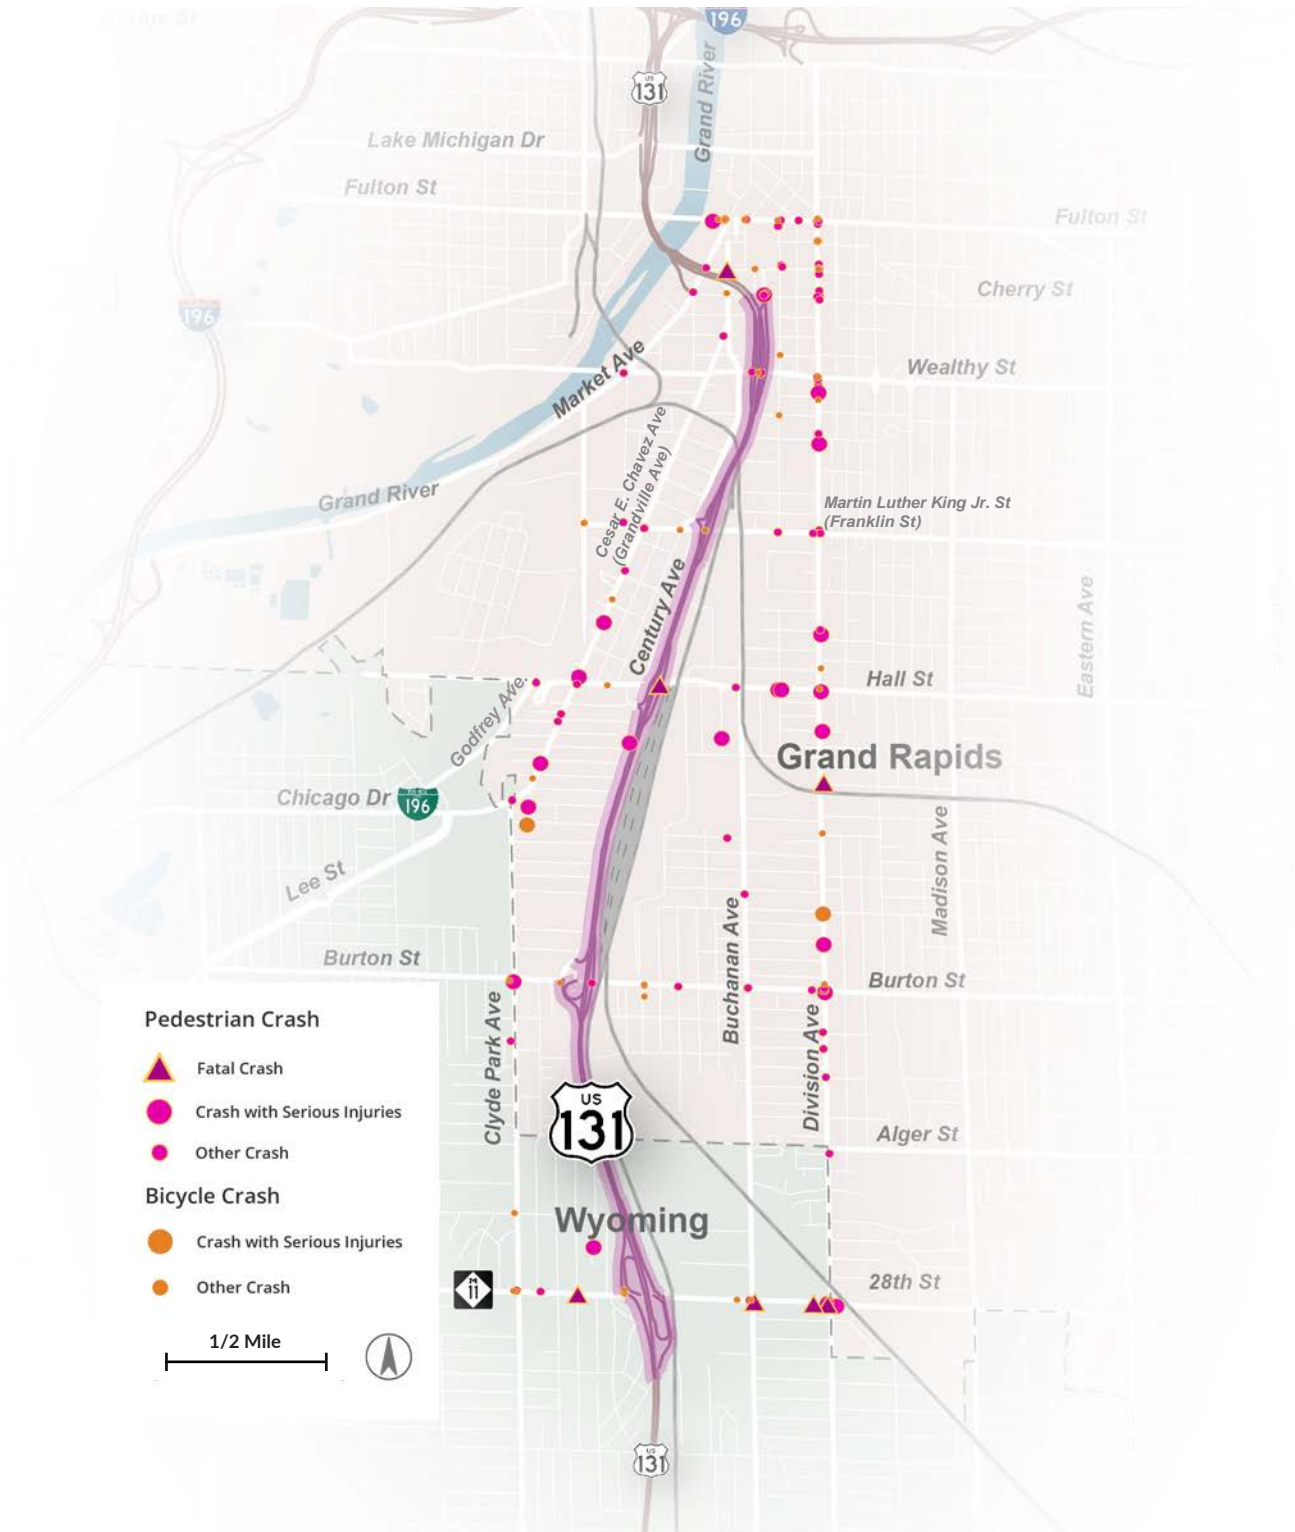 196
US
131
Grand River
Lake Michigan Dr
Fulton St
Fulton St
196
Cherry St
Wealthy St
Market Ave
Cesar E. Chavez Ave
(Grandville Ave)
Grand River
Martin Luther King Jr. St
(Franklin St)
Century Ave
Eastern Ave
Hall St
Godfrey Ave.
Grand Rapids
Chicago Dr
196
Lee St
Madison Ave
Burton St
Buchanan Ave
Burton St
Clyde Park Ave
Division Ave
US
131
Alger St
Wyoming
M
11
28th St
Pedestrian Crash
Fatal Crash
Crash with Serious Injuries
Other Crash
Bicycle Crash
Crash with Serious Injuries
Other Crash
1/2 Mile
US
131